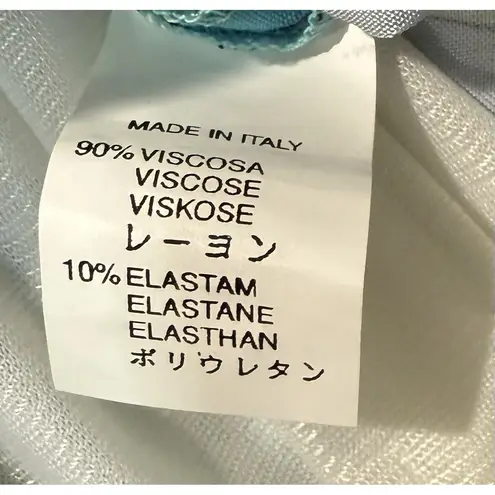 MADE IN ITALY
90% VISCOSA
VISCOSE
VISKOSE
レーヨン
10% ELASTAM
ELASTANE
ELASTHAN
ポリウレタン